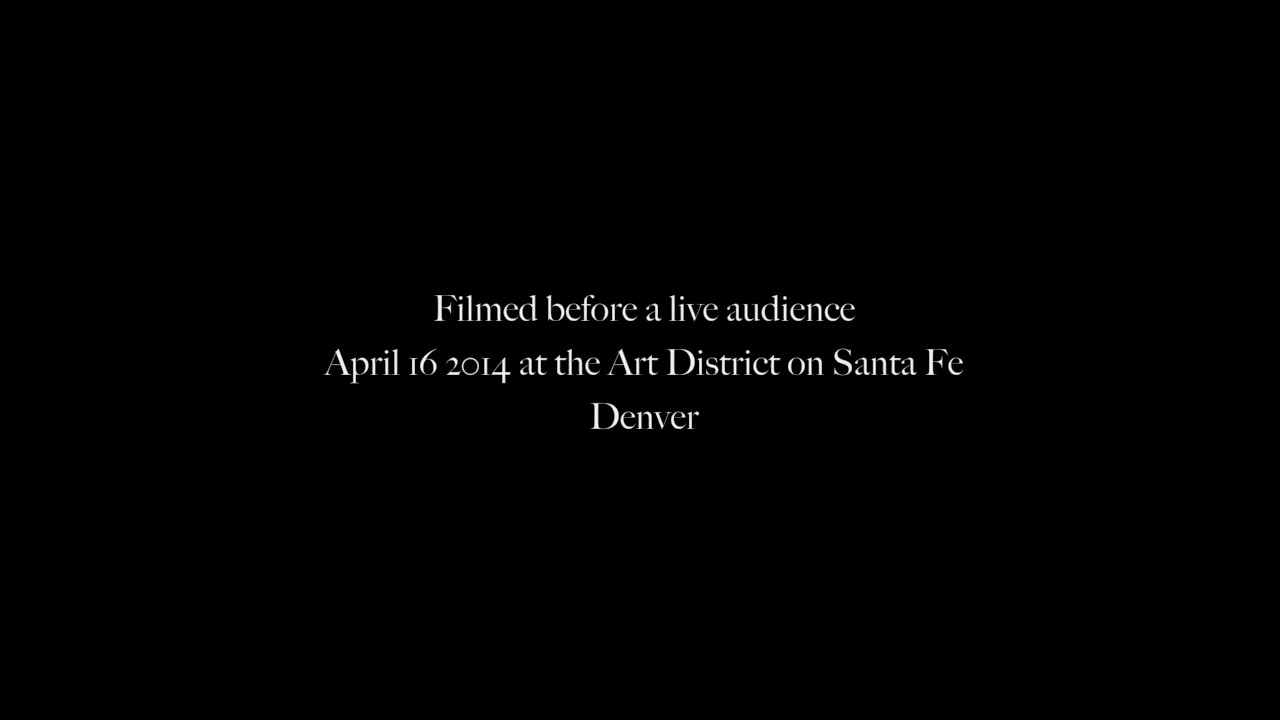 Filmed before a live audience
April 16 2014 at the Art District on Santa Fe
Denver